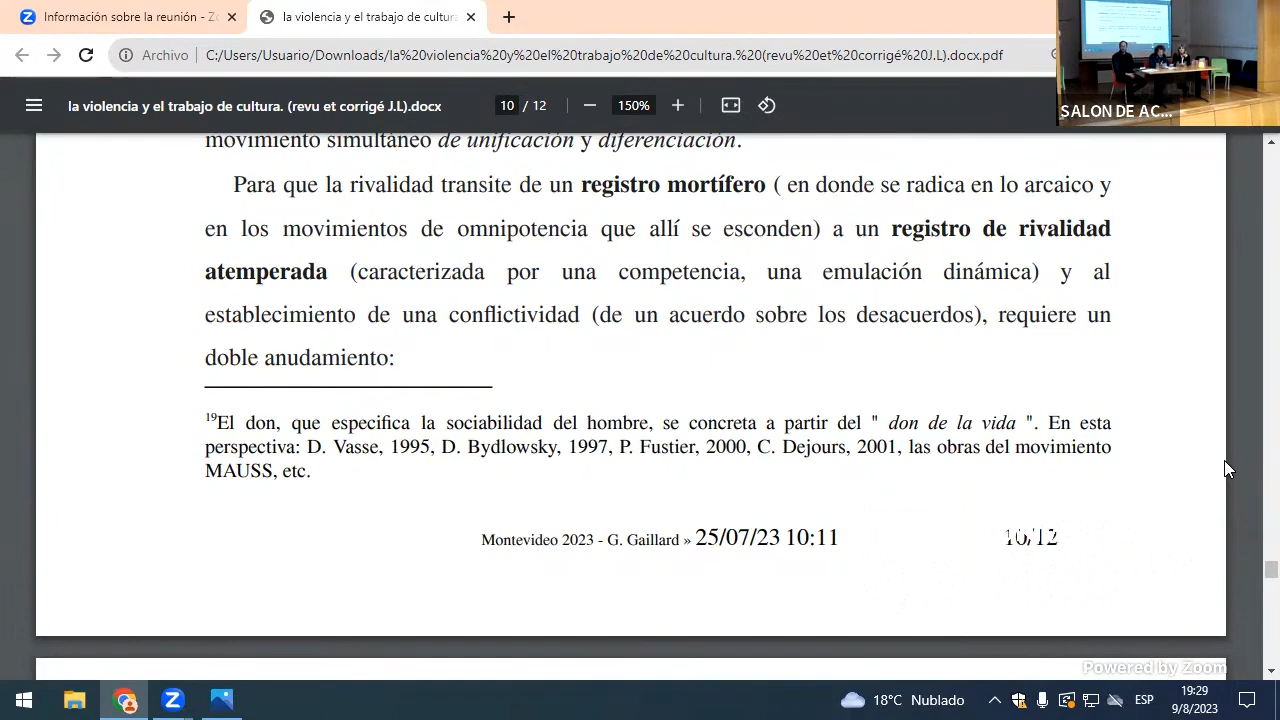 Información sobre la reunión - Z
la violencia y el trabajo de cultura
Archivo
C:/Users/Usuario/Downloads/la%20violencia%20y%20el%20trabajo%20de%20cultura.%20(revu%20et%20corrigé%20J.L).docx.pdf
la violencia y el trabajo de cultura. (revu et corrigé J.L).docx
10 / 12
150%
SALON DE AC...
movimiento simultáneo de unificación y diferenciación.
Para que la rivalidad transite de un registro mortífero ( en donde se radica en lo arcaico y
en los movimientos de omnipotencia que allí se esconden) a un registro de rivalidad
atemperada (caracterizada por una competencia, una emulación dinámica) y al
establecimiento de una conflictividad (de un acuerdo sobre los desacuerdos), requiere un
doble anudamiento:
19El don, que especifica la sociabilidad del hombre, se concreta a partir del " don de la vida ". En esta
perspectiva: D. Vasse, 1995, D. Bydlowsky, 1997, P. Fustier, 2000, C. Dejours, 2001, las obras del movimiento
MAUSS, etc.
Montevideo 2023 - G. Gaillard » 25/07/23 10:11 10/12
Powered by Zoom
18°C Nublado
ESP
19:29
9/8/2023